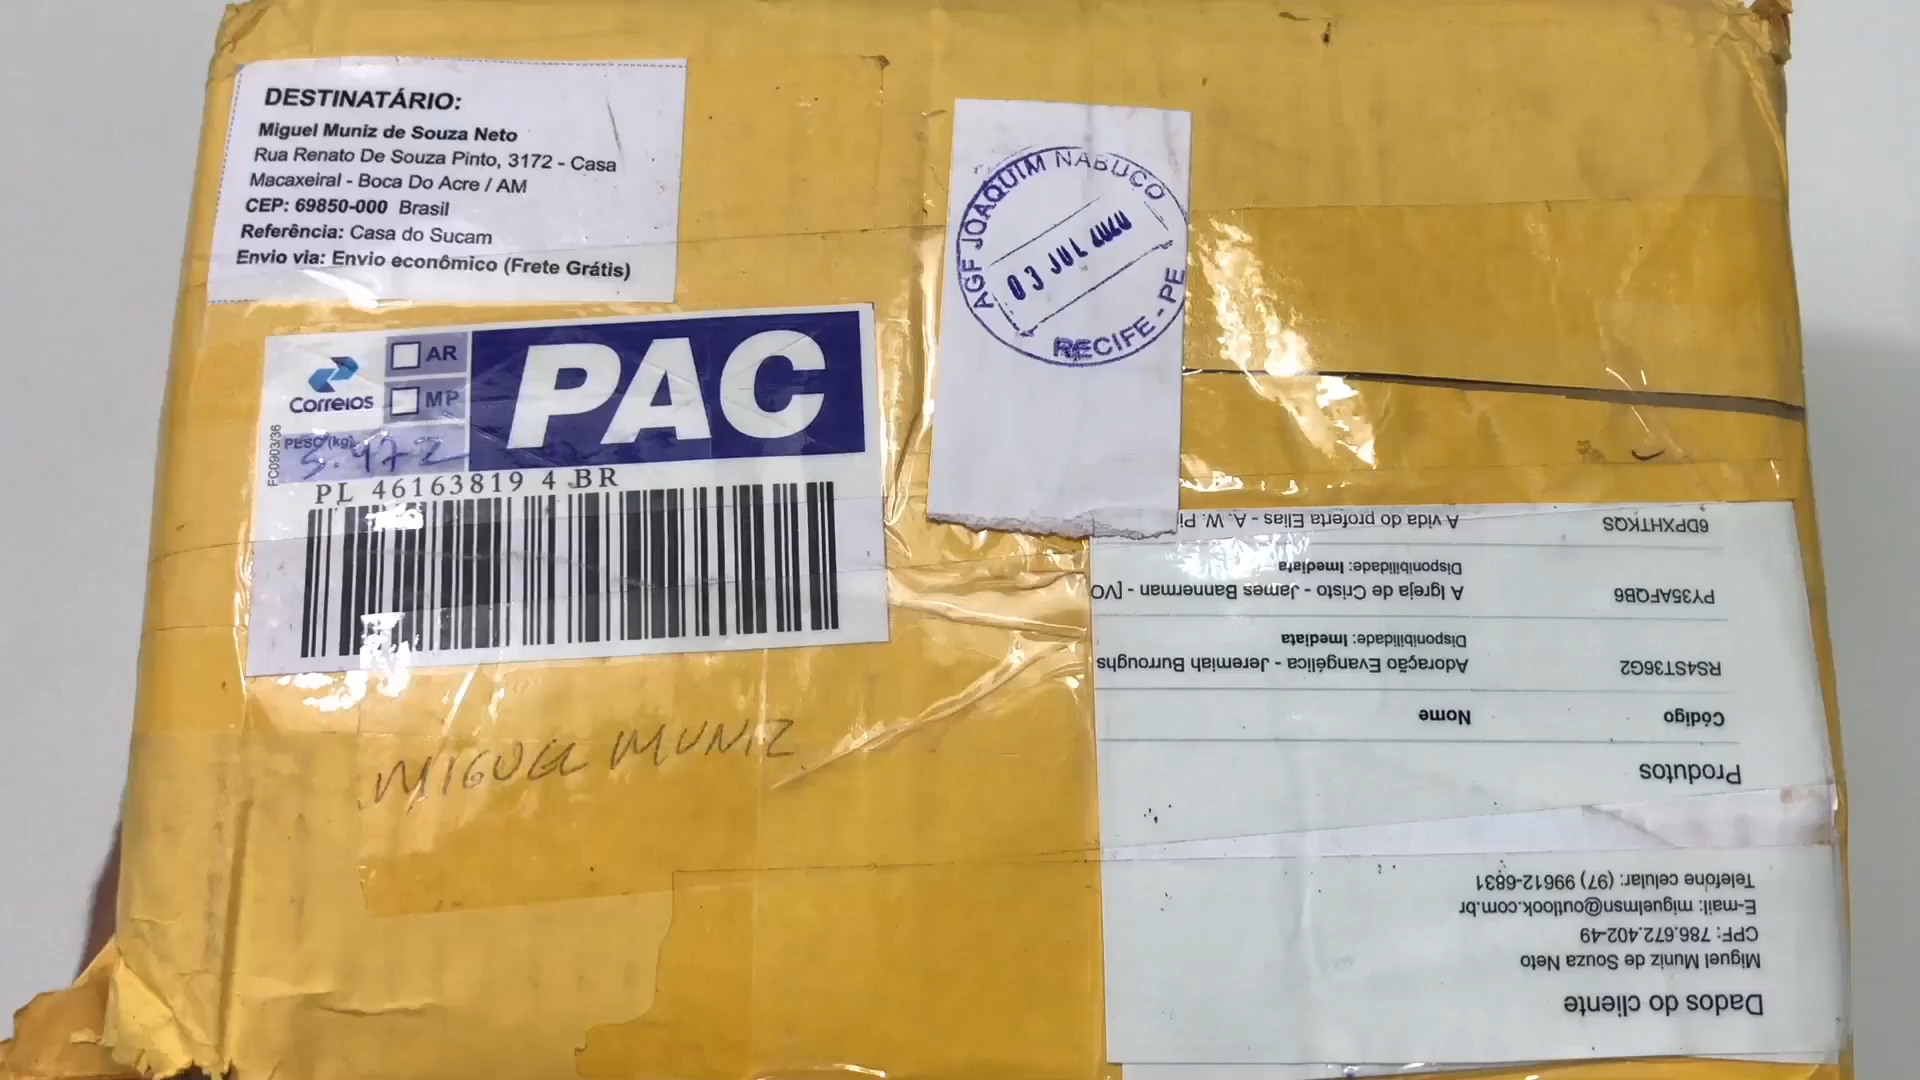 DESTINATÁRIO:
Miguel Muniz de Souza Neto
Rua Renato De Souza Pinto, 3172 - Casa
Macaxeiral - Boca Do Acre / AM
CEP: 69850-000 Brasil
Referência: Casa do Sucam
Envio via: Envio econômico (Frete Grátis)
Correios
AR
MP
PAC
FC0903/36
PESO (kg)
5.472
PL 46163819 4 BR
MIGUEL MUNIZ
AGF JOAQUIM NABUCO
03 JUL 2020
RECIFE - PE
Dados do cliente
Miguel Muniz de Souza Neto
CPF: 786.672.402-49
E-mail: miguelmsn@outlook.com.br
Telefone celular: (97) 99612-6831
Produtos
Código Nome
RS4ST36G2 Adoração Evangélica - Jeremiah Burroughs
Disponibilidade: Imediata
PY35AFQB6 A Igreja de Cristo - James Bannerman - [VO
Disponibilidade: Imediata
6DPXHTKQS A vida do proferta Elias - A. W. Pi